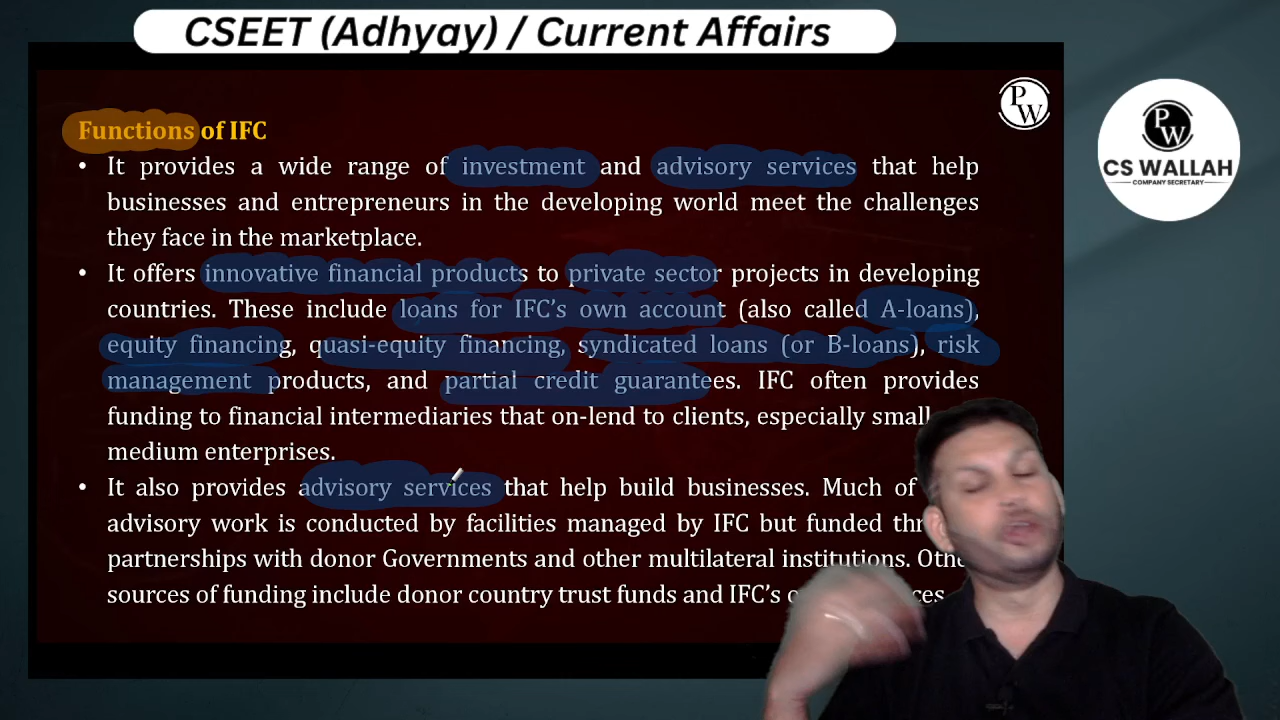 CSEET (Adhyay) / Current Affairs
PW
PW
CS WALLAH
COMPANY SECRETARY
Functions of IFC
• It provides a wide range of investment and advisory services that help
businesses and entrepreneurs in the developing world meet the challenges
they face in the marketplace.
• It offers innovative financial products to private sector projects in developing
countries. These include loans for IFC's own account (also called A-loans),
equity financing, quasi-equity financing, syndicated loans (or B-loans), risk
management products, and partial credit guarantees. IFC often provides
funding to financial intermediaries that on-lend to clients, especially small
medium enterprises.
• It also provides advisory services that help build businesses. Much of
advisory work is conducted by facilities managed by IFC but funded
partnerships with donor Governments and other multilateral institutions.
sources of funding include donor country trust funds and IFC's